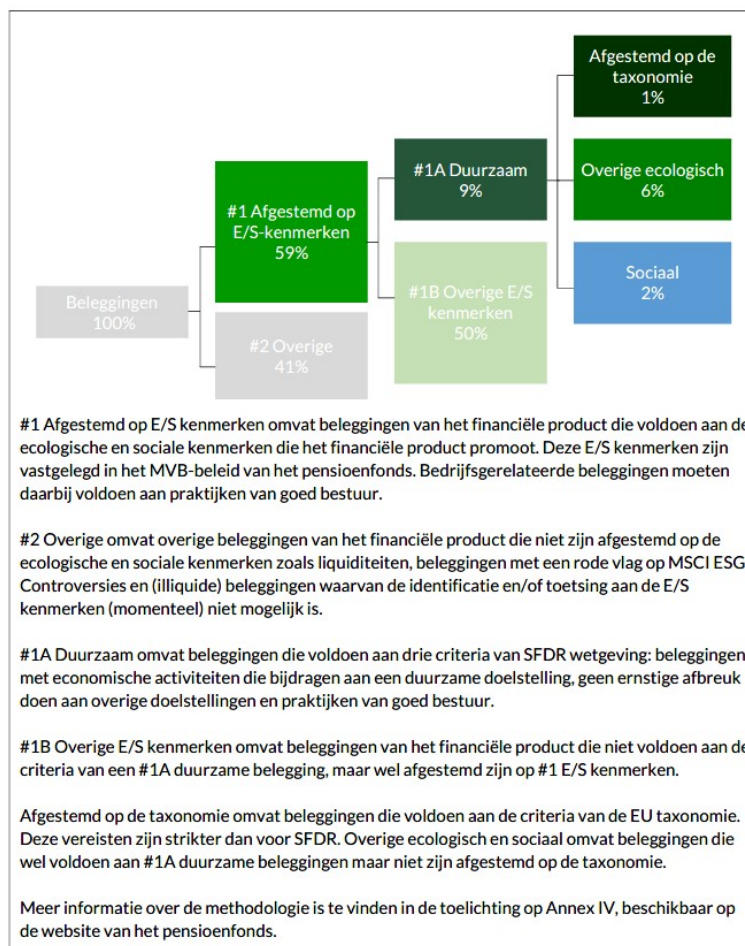 Afgestemd op de
taxonomie
1%
#1A Duurzaam
9%
Overige ecologisch
6%
#1 Afgestemd op
E/S-kenmerken
59%
Sociaal
2%
#1B Overige E/S
kenmerken
50%
Beleggingen
100%
#2 Overige
41%
#1 Afgestemd op E/S kenmerken omvat beleggingen van het financiële product die voldoen aan de
ecologische en sociale kenmerken die het financiële product promoot. Deze E/S kenmerken zijn
vastgelegd in het MVB-beleid van het pensioenfonds. Bedrijfsgerelateerde beleggingen moeten
daarbij voldoen aan praktijken van goed bestuur.
#2 Overige omvat overige beleggingen van het financiële product die niet zijn afgestemd op de
ecologische en sociale kenmerken zoals liquiditeiten, beleggingen met een rode vlag op MSCI ESG
Controversies en (illiquide) beleggingen waarvan de identificatie en/of toetsing aan de E/S
kenmerken (momenteel) niet mogelijk is.
#1A Duurzaam omvat beleggingen die voldoen aan drie criteria van SFDR wetgeving: beleggingen
met economische activiteiten die bijdragen aan een duurzame doelstelling, geen ernstige afbreuk
doen aan overige doelstellingen en praktijken van goed bestuur.
#1B Overige E/S kenmerken omvat beleggingen van het financiële product die niet voldoen aan de
criteria van een #1A duurzame belegging, maar wel afgestemd zijn op #1 E/S kenmerken.
Afgestemd op de taxonomie omvat beleggingen die voldoen aan de criteria van de EU taxonomie.
Deze vereisten zijn strikter dan voor SFDR. Overige ecologisch en sociaal omvat beleggingen die
wel voldoen aan #1A duurzame beleggingen maar niet zijn afgestemd op de taxonomie.
Meer informatie over de methodologie is te vinden in de toelichting op Annex IV, beschikbaar op
de website van het pensioenfonds.